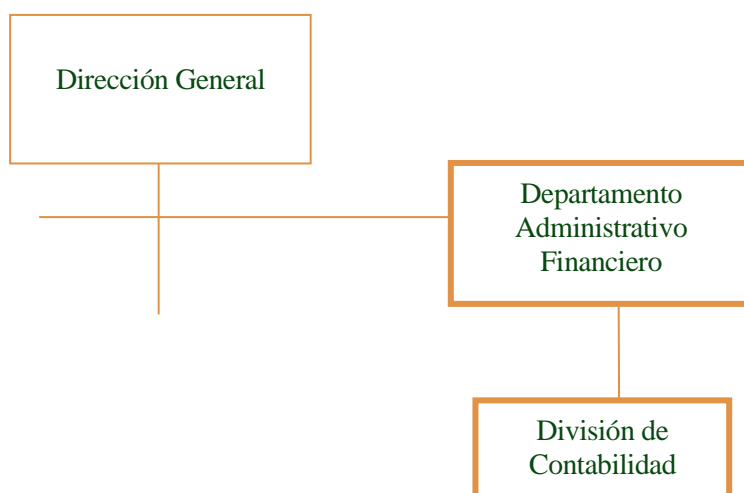 Dirección General
Departamento
Administrativo
Financiero
División de
Contabilidad